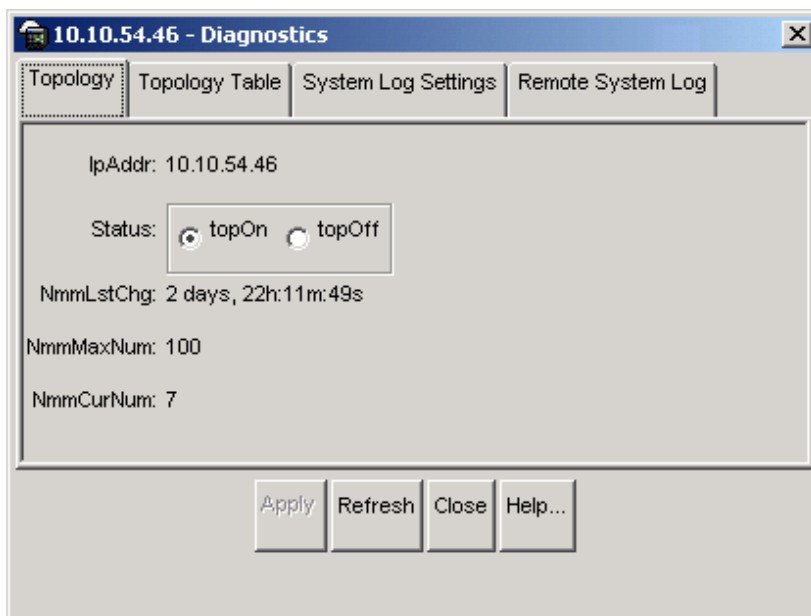 10.10.54.46 - Diagnostics
Topology Topology Table System Log Settings Remote System Log
IpAddr: 10.10.54.46
Status: topOn topOff
NmmLstChg: 2 days, 22h:11m:49s
NmmMaxNum: 100
NmmCurNum: 7
Apply Refresh Close Help...